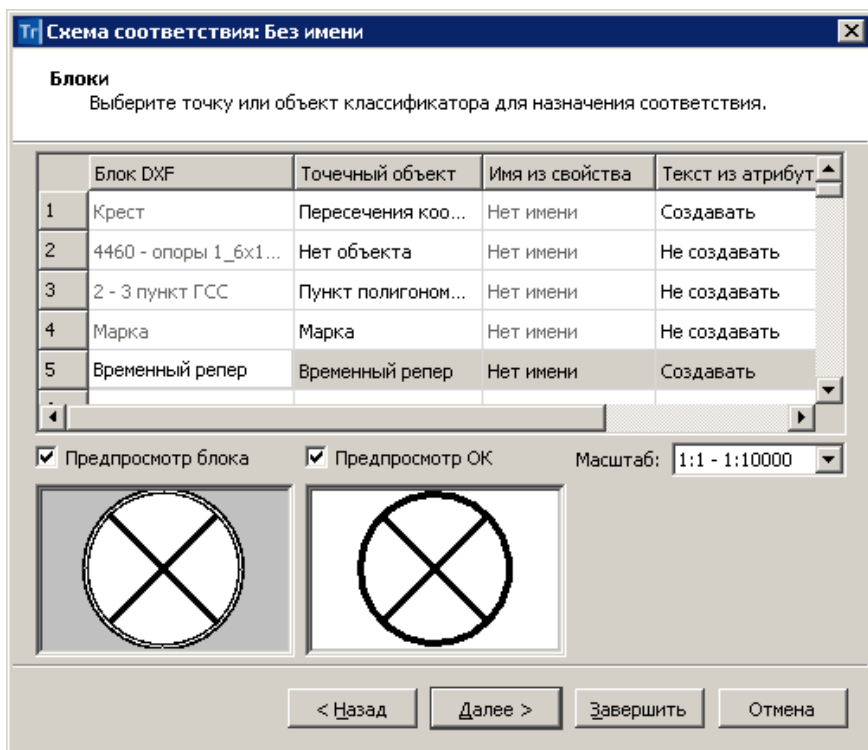 Tr Схема соответствия: Без имени
Блоки
Выберите точку или объект классификатора для назначения соответствия.
Блок DXF Точечный объект Имя из свойства Текст из атрибут
1 Крест Пересечения коо... Нет имени Создавать
2 4460 - опоры 1_6x1... Нет объекта Нет имени Не создавать
3 2 - 3 пункт ГСС Пункт полигоном... Нет имени Не создавать
4 Марка Марка Нет имени Не создавать
5 Временный репер Временный репер Нет имени Создавать
Предпросмотр блока Предпросмотр ОК Масштаб: 1:1 - 1:10000
< Назад Далее > Завершить Отмена